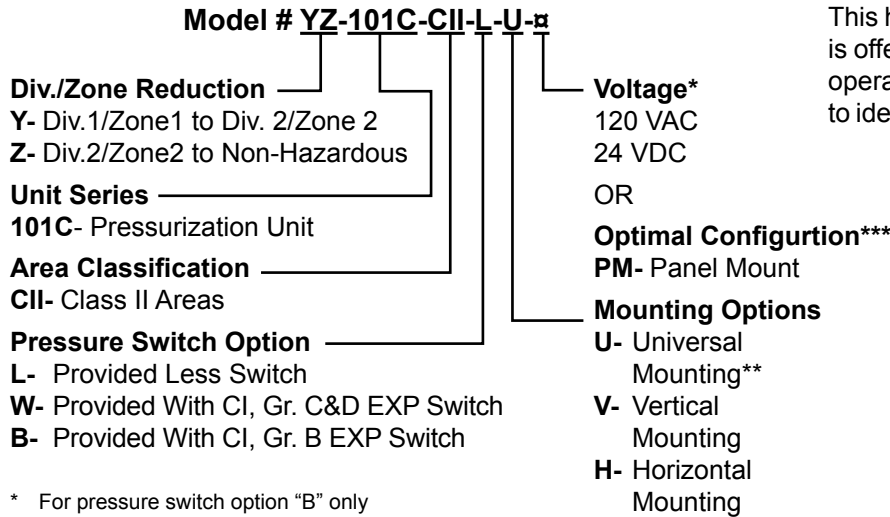 Model # YZ-101C-CII-L-U-¤
Div./Zone Reduction
Y- Div.1/Zone1 to Div. 2/Zone 2
Z- Div.2/Zone2 to Non-Hazardous
Unit Series
101C- Pressurization Unit
Area Classification
CII- Class II Areas
Pressure Switch Option
L- Provided Less Switch
W- Provided With CI, Gr. C&D EXP Switch
B- Provided With CI, Gr. B EXP Switch
* For pressure switch option “B” only
Voltage*
120 VAC
24 VDC
OR
Optimal Configurtion***
PM- Panel Mount
Mounting Options
U- Universal
Mounting**
V- Vertical
Mounting
H- Horizontal
Mounting
This
is
to